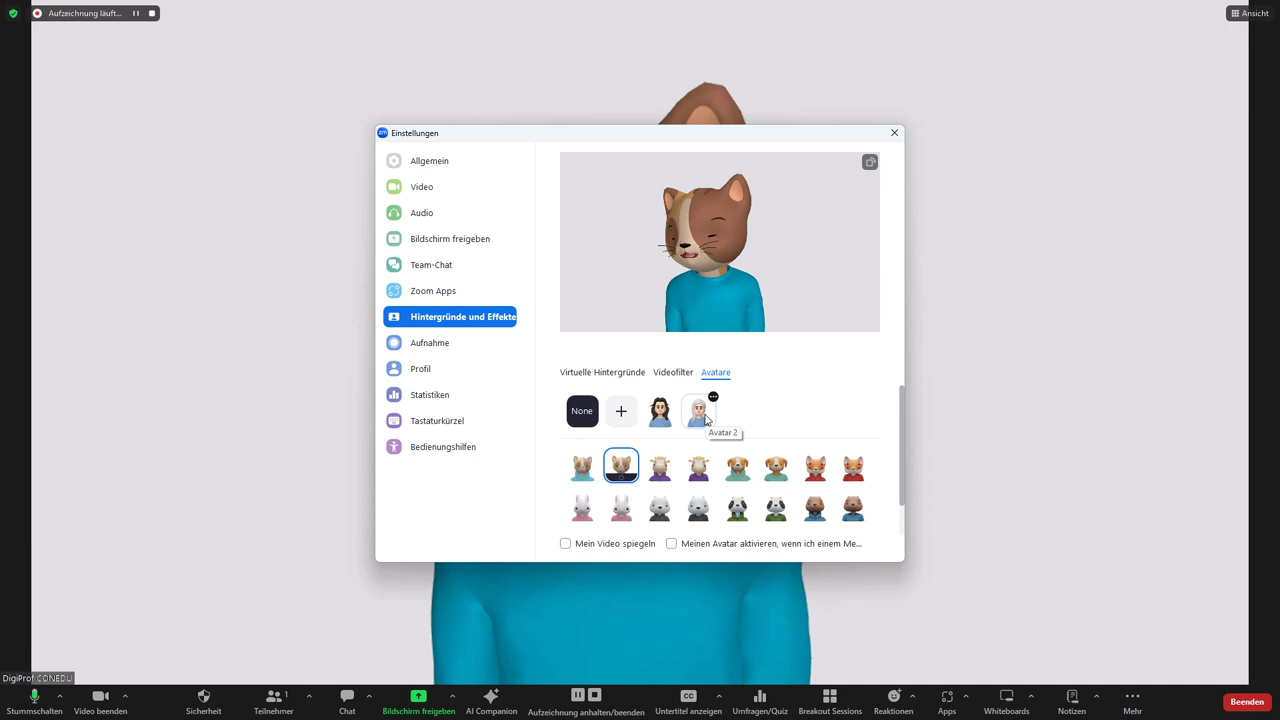 Aufzeichnung läuft...
Ansicht
zm Einstellungen
Allgemein
Video
Audio
Bildschirm freigeben
Team-Chat
Zoom Apps
Hintergründe und Effekte
Aufnahme
Profil
Statistiken
Tastaturkürzel
Bedienungshilfen
Virtuelle Hintergründe Videofilter Avatare
None
Avatar 2
Mein Video spiegeln Meinen Avatar aktivieren, wenn ich einem Me...
DigiProf CONEDU
1
CC
Stummschalten Video beenden Sicherheit Teilnehmer Chat Bildschirm freigeben AI Companion Aufzeichnung anhalten/beenden Untertitel anzeigen Umfragen/Quiz Breakout Sessions Reaktionen Apps Whiteboards Notizen Mehr Beenden